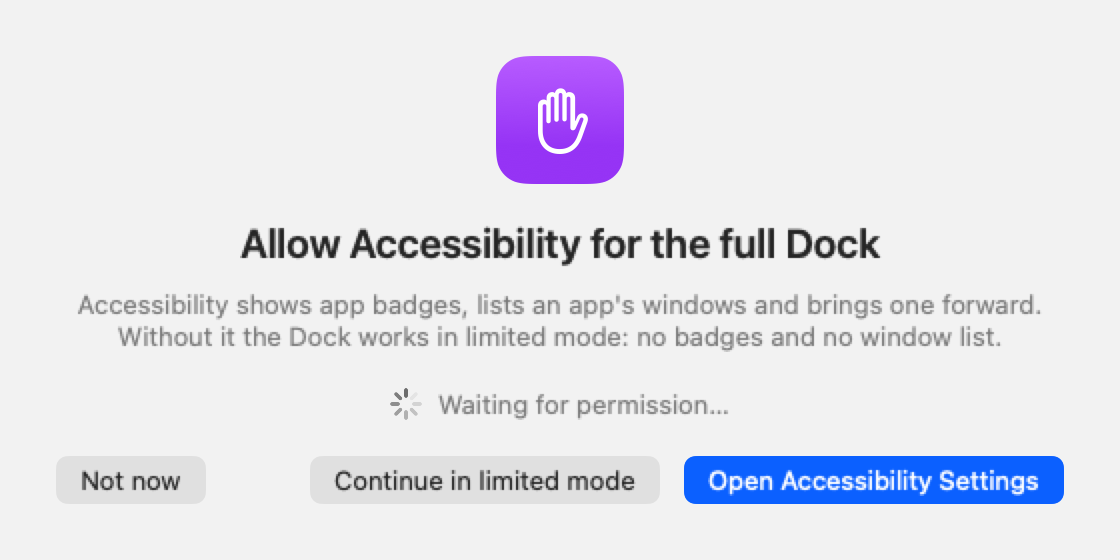 Allow Accessibility for the full Dock
Accessibility shows app badges, lists an app's windows and brings one forward.
Without it the Dock works in limited mode: no badges and no window list.
Waiting for permission…
Not now
Continue in limited mode
Open Accessibility Settings